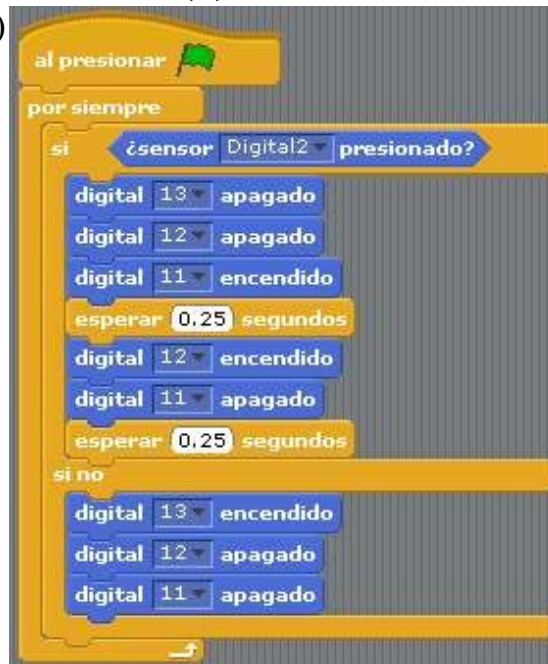 )
al presionar
por siempre
si ¿sensor Digital2 presionado?
digital 13 apagado
digital 12 apagado
digital 11 encendido
esperar 0.25 segundos
digital 12 encendido
digital 11 apagado
esperar 0.25 segundos
si no
digital 13 encendido
digital 12 apagado
digital 11 apagado